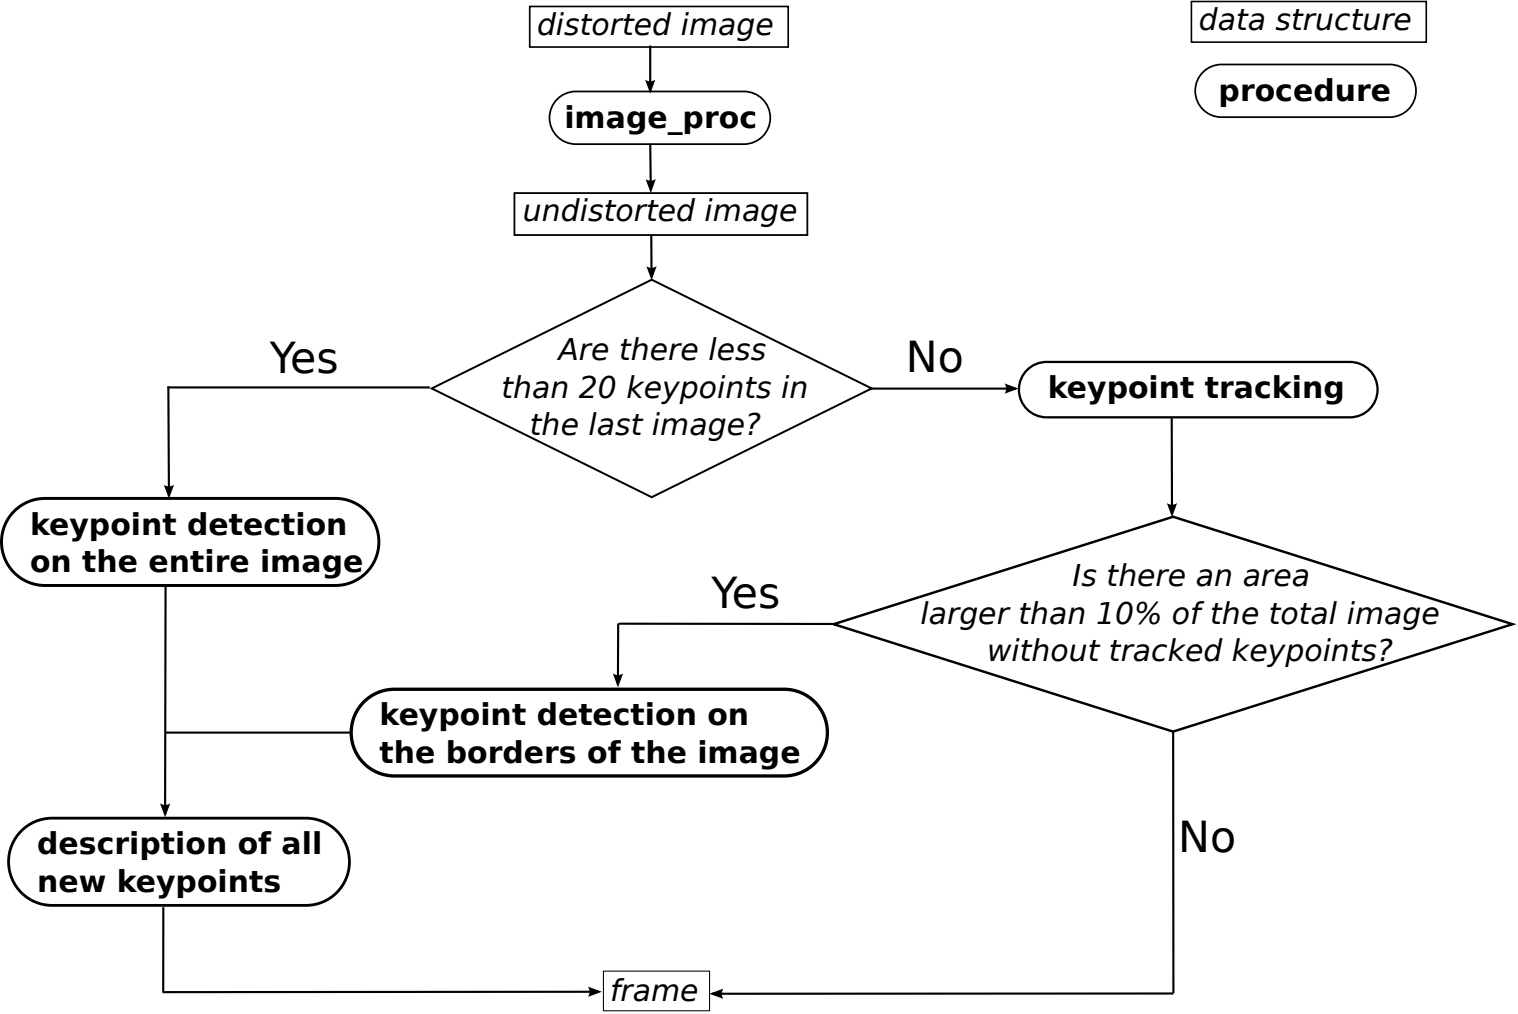 distorted image
data structure
procedure
image_proc
undistorted image
Are there less
than 20 keypoints in
the last image?
Yes
No
keypoint tracking
keypoint detection
on the entire image
Is there an area
larger than 10% of the total image
without tracked keypoints?
Yes
keypoint detection on
the borders of the image
No
description of all
new keypoints
frame